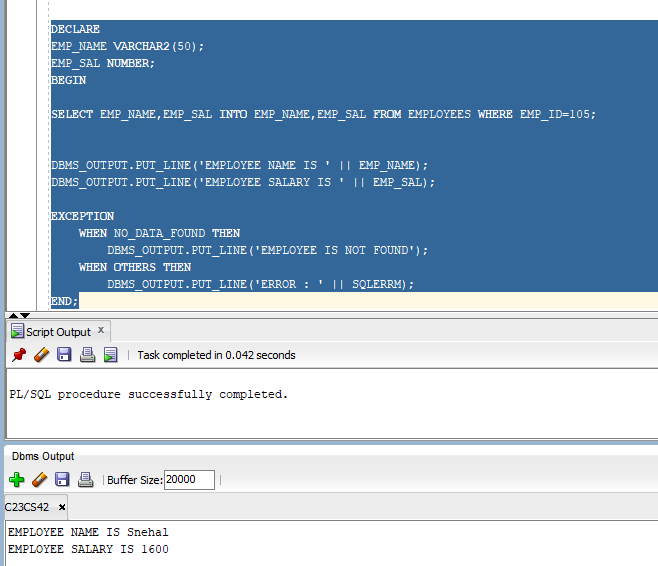 DECLARE
EMP_NAME VARCHAR2(50);
EMP_SAL NUMBER;
BEGIN
SELECT EMP_NAME,EMP_SAL INTO EMP_NAME,EMP_SAL FROM EMPLOYEES WHERE EMP_ID=105;
DBMS_OUTPUT.PUT_LINE('EMPLOYEE NAME IS ' || EMP_NAME);
DBMS_OUTPUT.PUT_LINE('EMPLOYEE SALARY IS ' || EMP_SAL);
EXCEPTION
WHEN NO_DATA_FOUND THEN
DBMS_OUTPUT.PUT_LINE('EMPLOYEE IS NOT FOUND');
WHEN OTHERS THEN
DBMS_OUTPUT.PUT_LINE('ERROR : ' || SQLERRM);
END;
Script Output x
Task completed in 0.042 seconds
PL/SQL procedure successfully completed.
Dbms Output
Buffer Size: 20000
C23CS42 x
EMPLOYEE NAME IS Snehal
EMPLOYEE SALARY IS 1600